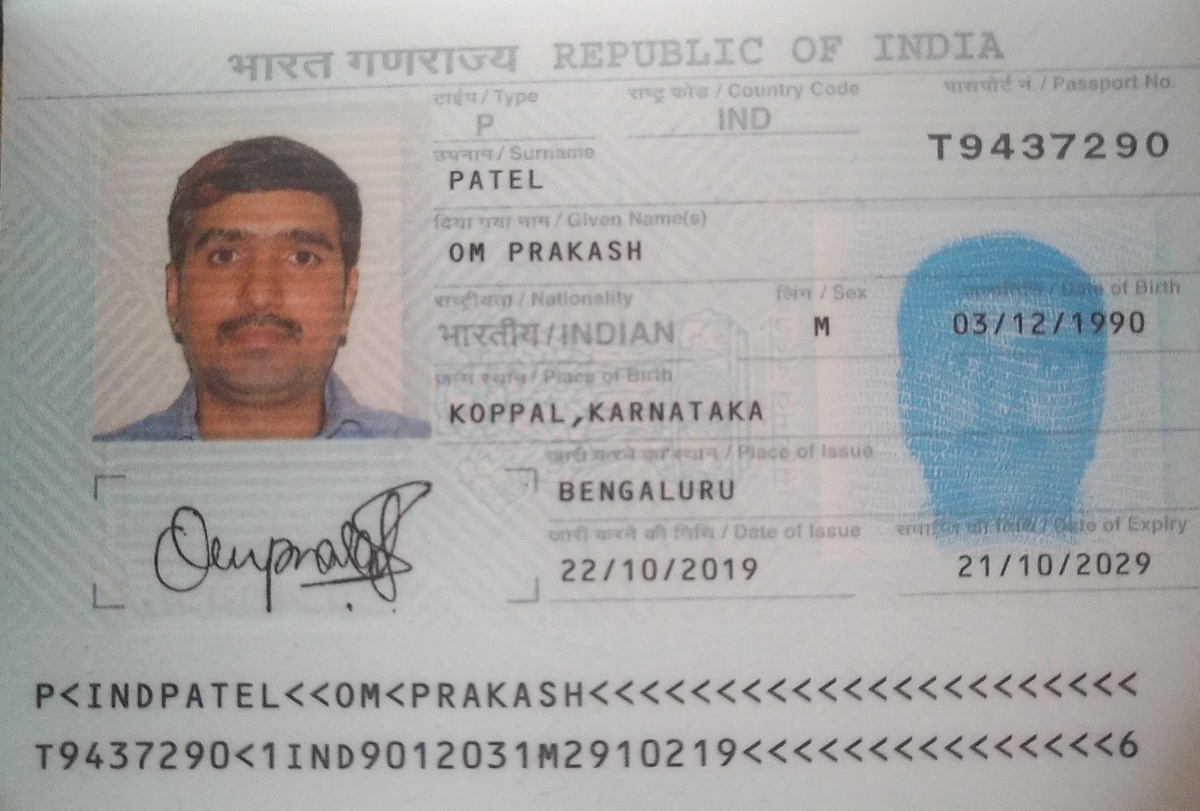 भारत गणराज्य REPUBLIC OF INDIA
टाईप / Type राष्ट्र कोड / Country Code पासपोर्ट नं / Passport No.
P IND T9437290
उपनाम / Surname
PATEL
दिया गया नाम / Given Name(s)
OM PRAKASH
राष्ट्रीयता / Nationality लिंग / Sex जन्मतिथि / Date of Birth
भारतीय/INDIAN M 03/12/1990
जन्म स्थान / Place of Birth
KOPPAL,KARNATAKA
जारी करने का स्थान / Place of Issue
BENGALURU
जारी करने की तिथि / Date of Issue समाप्ति की तिथि / Date of Expiry
22/10/2019 21/10/2029
Omprakash
P<INDPATEL<<OM<PRAKASH<<<<<<<<<<<<<<<<<<<<<<
T9437290<1IND9012031M2910219<<<<<<<<<<<<<<<6